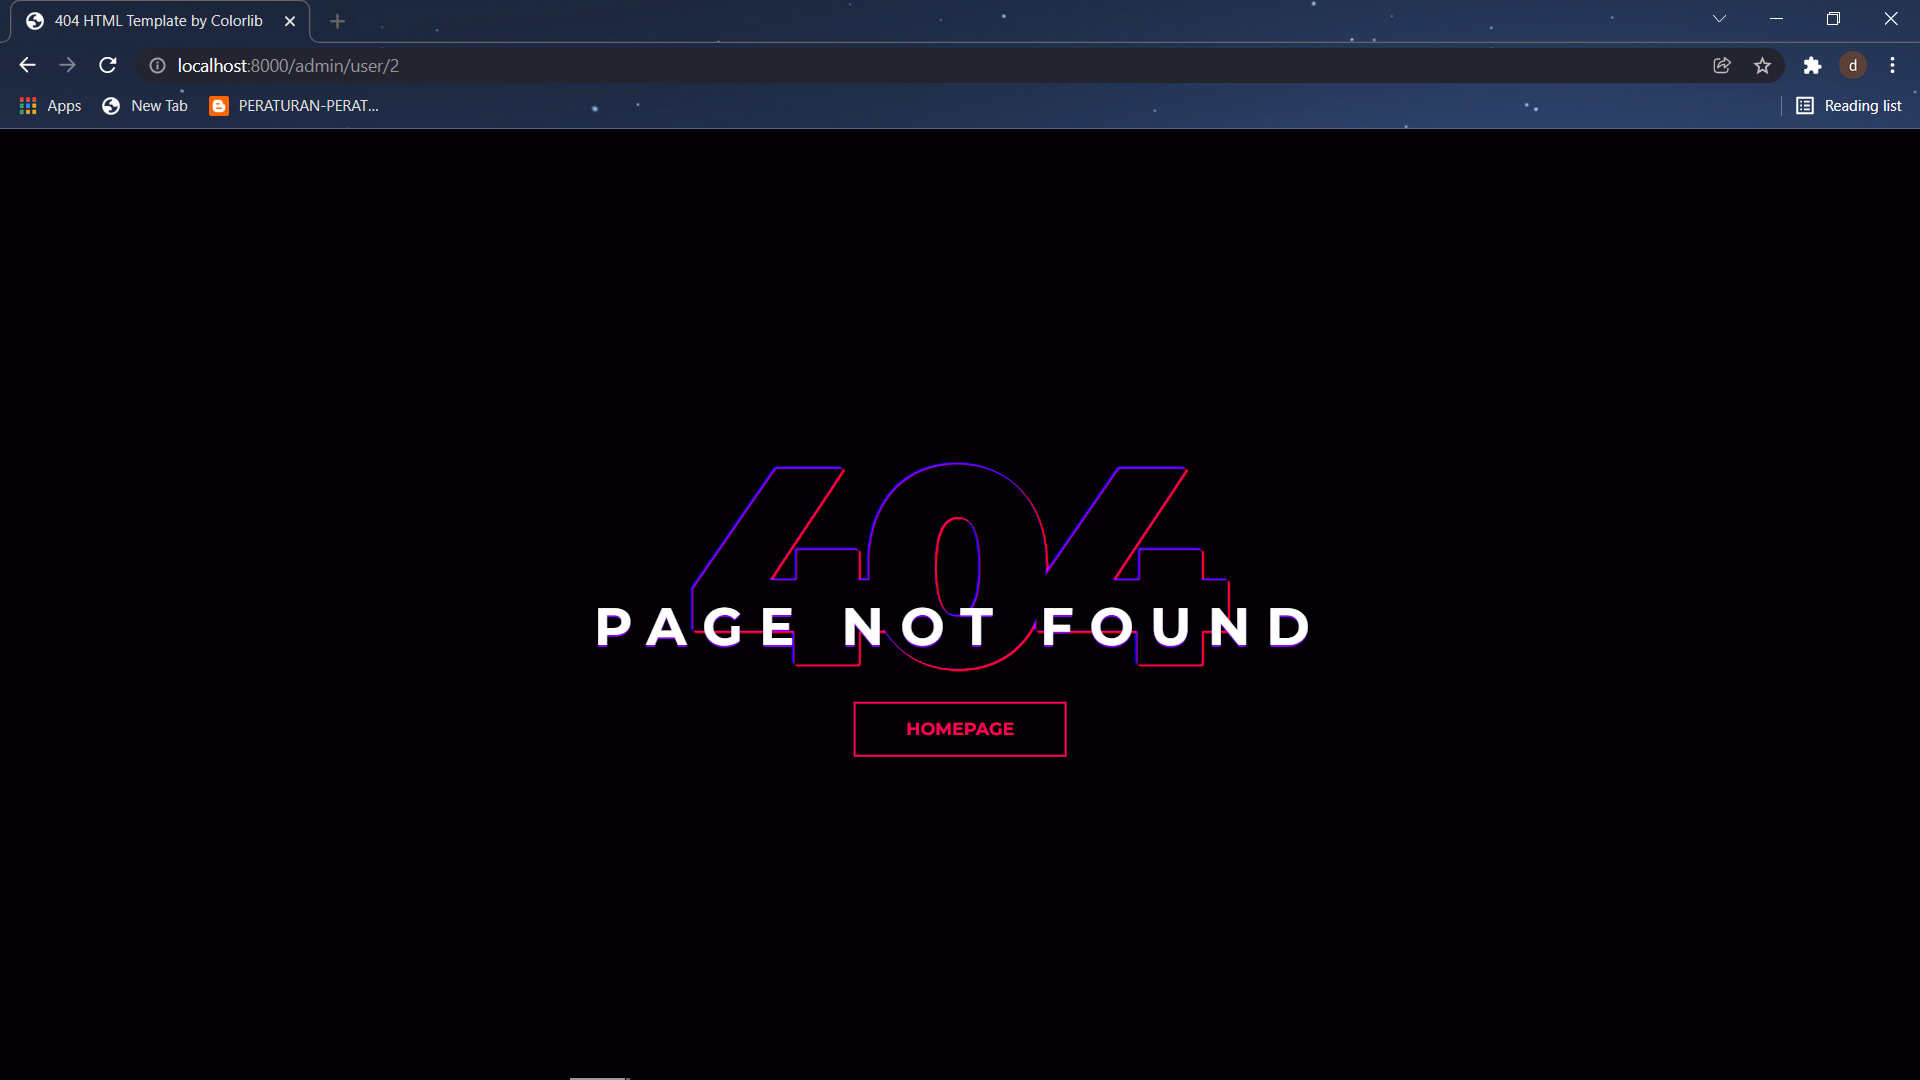 404 HTML Template by Colorlib
localhost:8000/admin/user/2
d
Apps
New Tab
PERATURAN-PERAT...
Reading list
404
PAGE NOT FOUND
HOMEPAGE